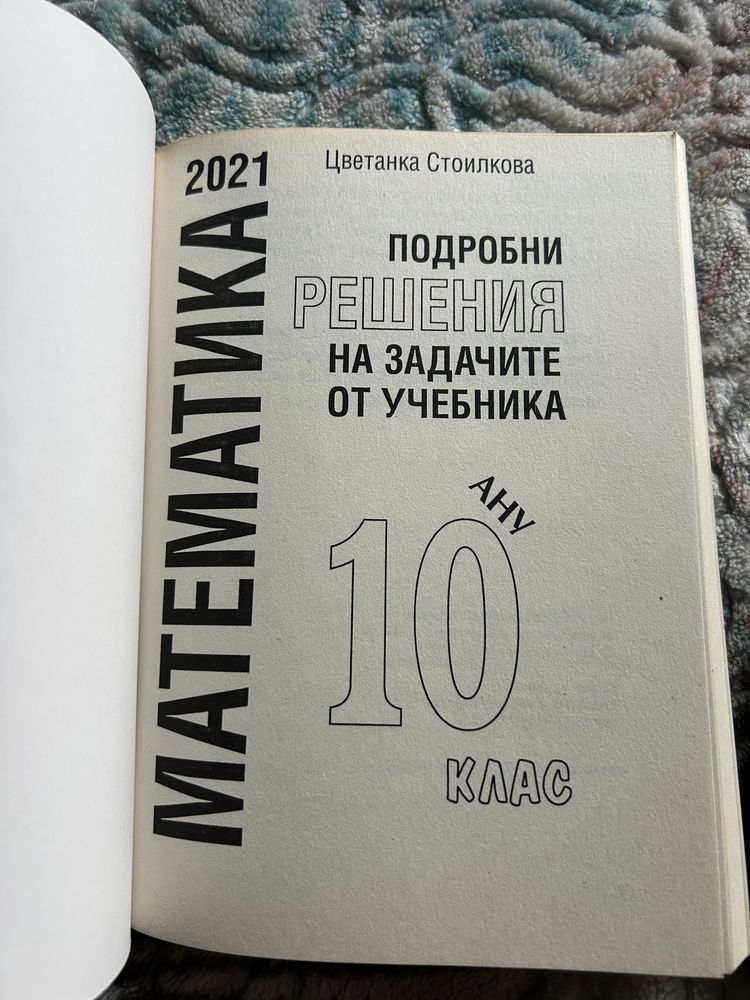 Цветанка Стоилкова
МАТЕМАТИКА 2021
ПОДРОБНИ
РЕШЕНИЯ
НА ЗАДАЧИТЕ
ОТ УЧЕБНИКА
АНУ
10
КЛАС